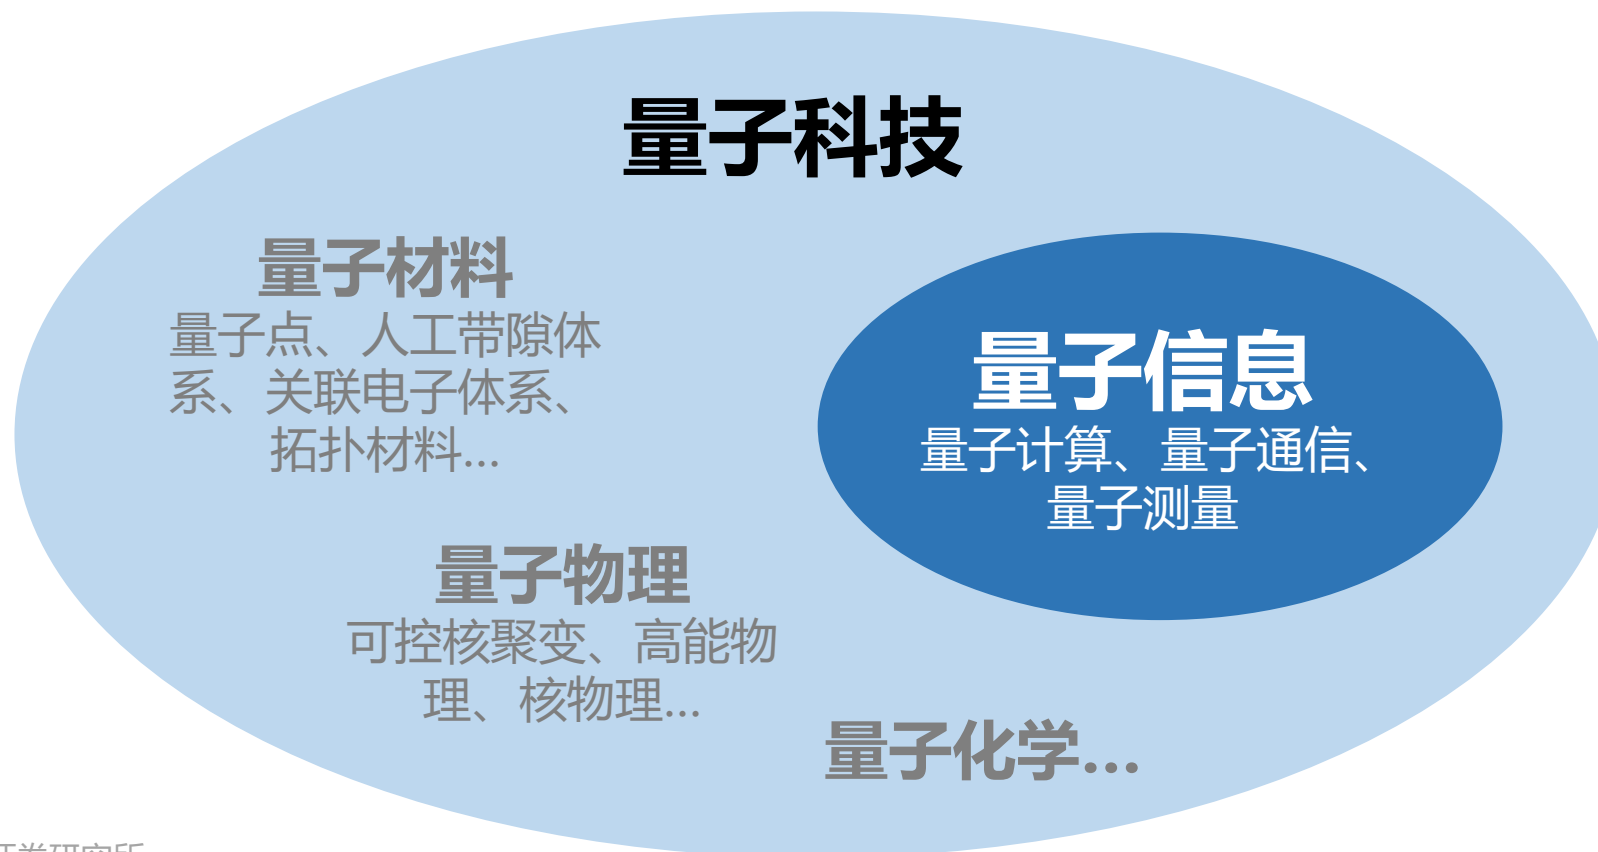 量子科技
量子材料
量子点、人工带隙体
系、关联电子体系、
拓扑材料...
量子信息
量子计算、量子通信、
量子测量
量子物理
可控核聚变、高能物
理、核物理...
量子化学...
研究所